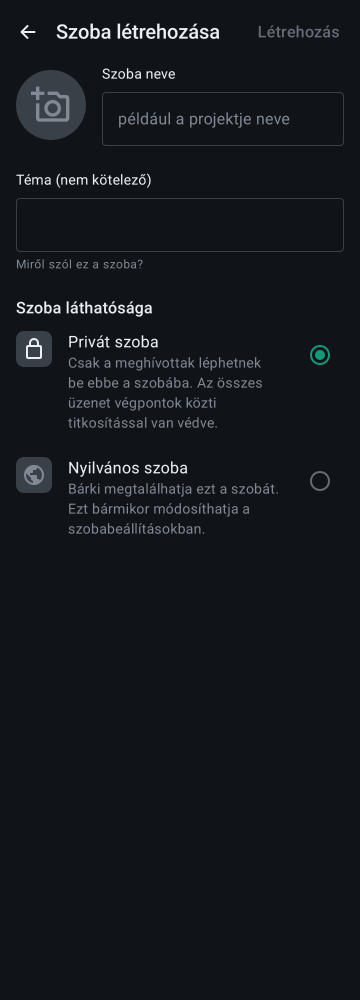 Szoba létrehozása
Létrehozás
Szoba neve
például a projektje neve
Téma (nem kötelező)
Miről szól ez a szoba?
Szoba láthatósága
Privát szoba
Csak a meghívottak léphetnek
be ebbe a szobába. Az összes
üzenet végpontok közti
titkosítással van védve.
Nyilvános szoba
Bárki megtalálhatja ezt a szobát.
Ezt bármikor módosíthatja a
szobabeállításokban.